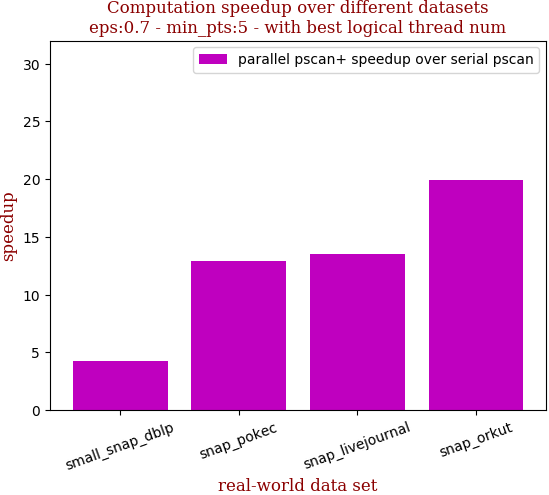 Computation speedup over different datasets
eps:0.7 - min_pts:5 - with best logical thread num
parallel pscan+ speedup over serial pscan
speedup
30
25
20
15
10
5
0
small_snap_dblp
snap_pokec
snap_livejournal
snap_orkut
real-world data set